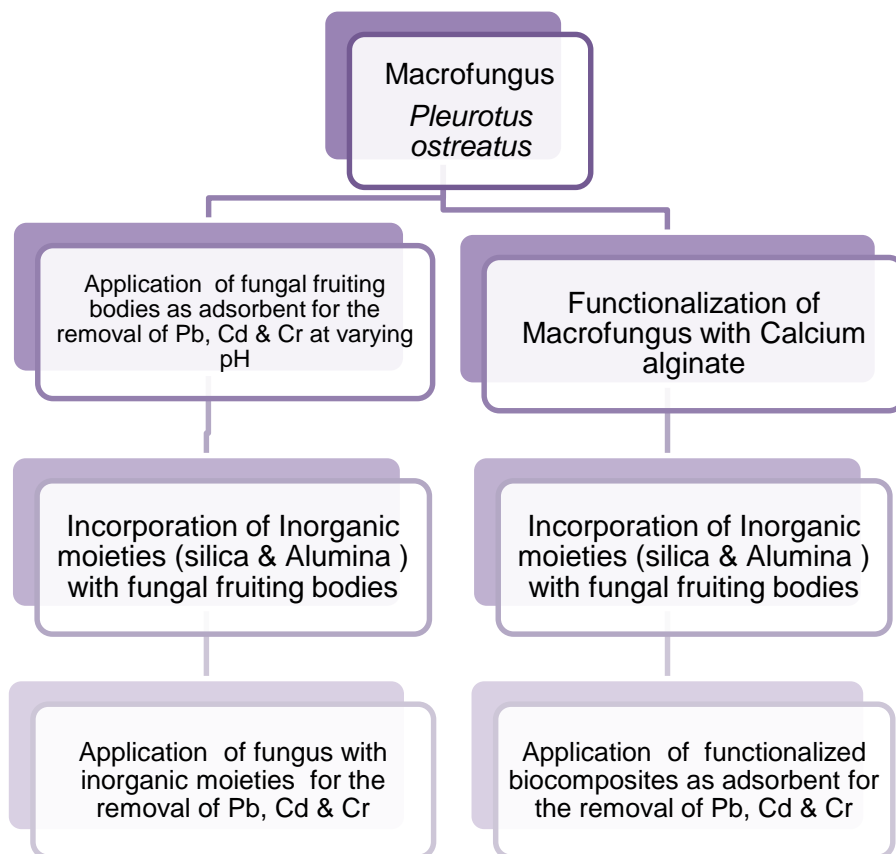 Macrofungus
Pleurotus
ostreatus
Application of fungal fruiting
bodies as adsorbent for the
removal of Pb, Cd & Cr at varying
pH
Functionalization of
Macrofungus with Calcium
alginate
Incorporation of Inorganic
moieties (silica & Alumina )
with fungal fruiting bodies
Incorporation of Inorganic
moieties (silica & Alumina )
with fungal fruiting bodies
Application of fungus with
inorganic moieties for the
removal of Pb, Cd & Cr
Application of functionalized
biocomposites as adsorbent for
the removal of Pb, Cd & Cr